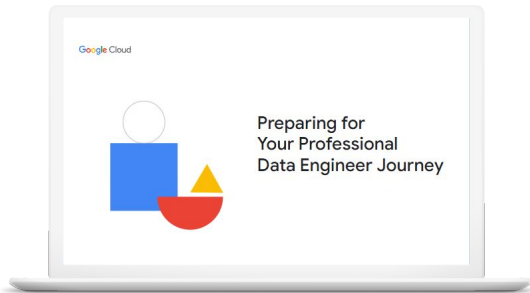 Google Cloud
Preparing for
Your Professional
Data Engineer Journey